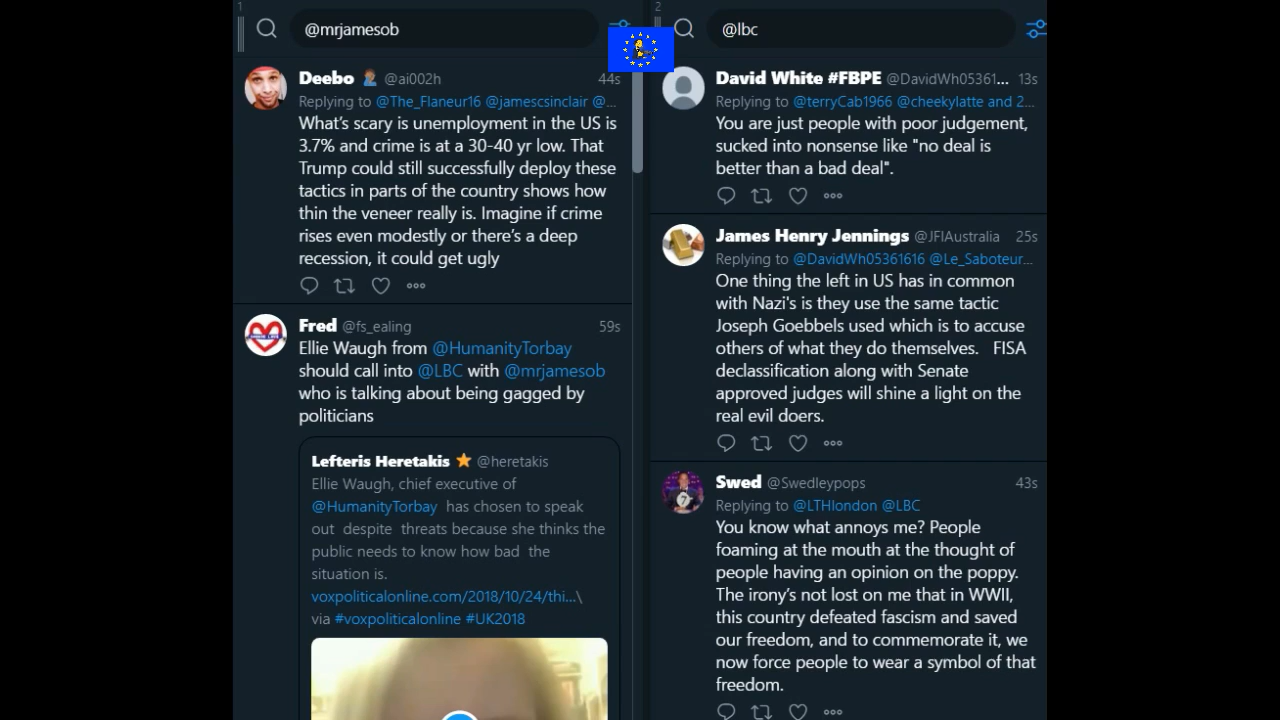 1
@mrjamesob
Deebo @ai002h 44s
Replying to @The_Flaneur16 @jamescsinclair @...
What's scary is unemployment in the US is
3.7% and crime is at a 30-40 yr low. That
Trump could still successfully deploy these
tactics in parts of the country shows how
thin the veneer really is. Imagine if crime
rises even modestly or there's a deep
recession, it could get ugly
Fred @fs_ealing 59s
Ellie Waugh from @HumanityTorbay
should call into @LBC with @mrjamesob
who is talking about being gagged by
politicians
Lefteris Heretakis @heretakis
Ellie Waugh, chief executive of
@HumanityTorbay has chosen to speak
out despite threats because she thinks the
public needs to know how bad the
situation is.
voxpoliticalonline.com/2018/10/24/thi...\
via #voxpoliticalonline #UK2018
2
@lbc
David White #FBPE @DavidWh05361... 13s
Replying to @terryCab1966 @cheekylatte and 2...
You are just people with poor judgement,
sucked into nonsense like "no deal is
better than a bad deal".
James Henry Jennings @JFIAustralia 25s
Replying to @DavidWh05361616 @Le_Saboteur...
One thing the left in US has in common
with Nazi's is they use the same tactic
Joseph Goebbels used which is to accuse
others of what they do themselves. FISA
declassification along with Senate
approved judges will shine a light on the
real evil doers.
Swed @Swedleypops 43s
Replying to @LTHlondon @LBC
You know what annoys me? People
foaming at the mouth at the thought of
people having an opinion on the poppy.
The irony's not lost on me that in WWII,
this country defeated fascism and saved
our freedom, and to commemorate it, we
now force people to wear a symbol of that
freedom.